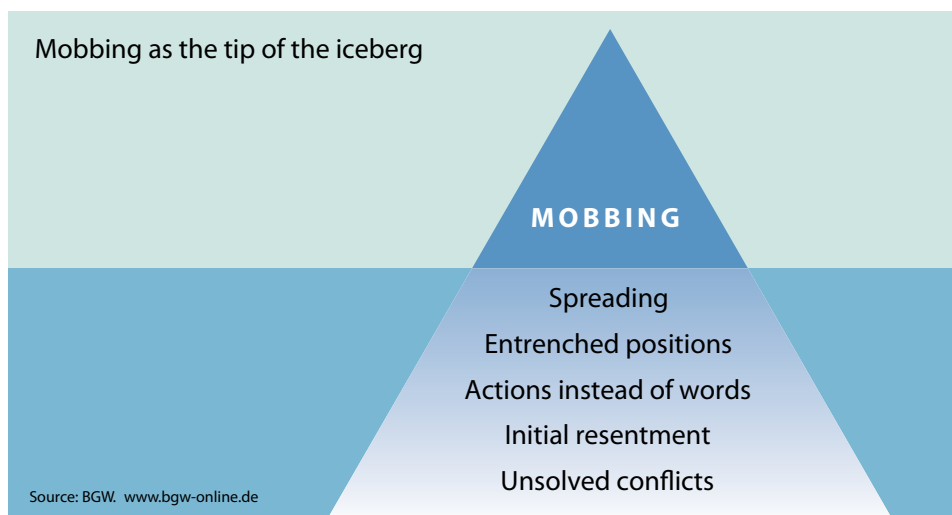 Mobbing as the tip of the iceberg
MOBBING
Spreading
Entrenched positions
Actions instead of words
Initial resentment
Unsolved conflicts
Source: BGW. www.bgw-online.de